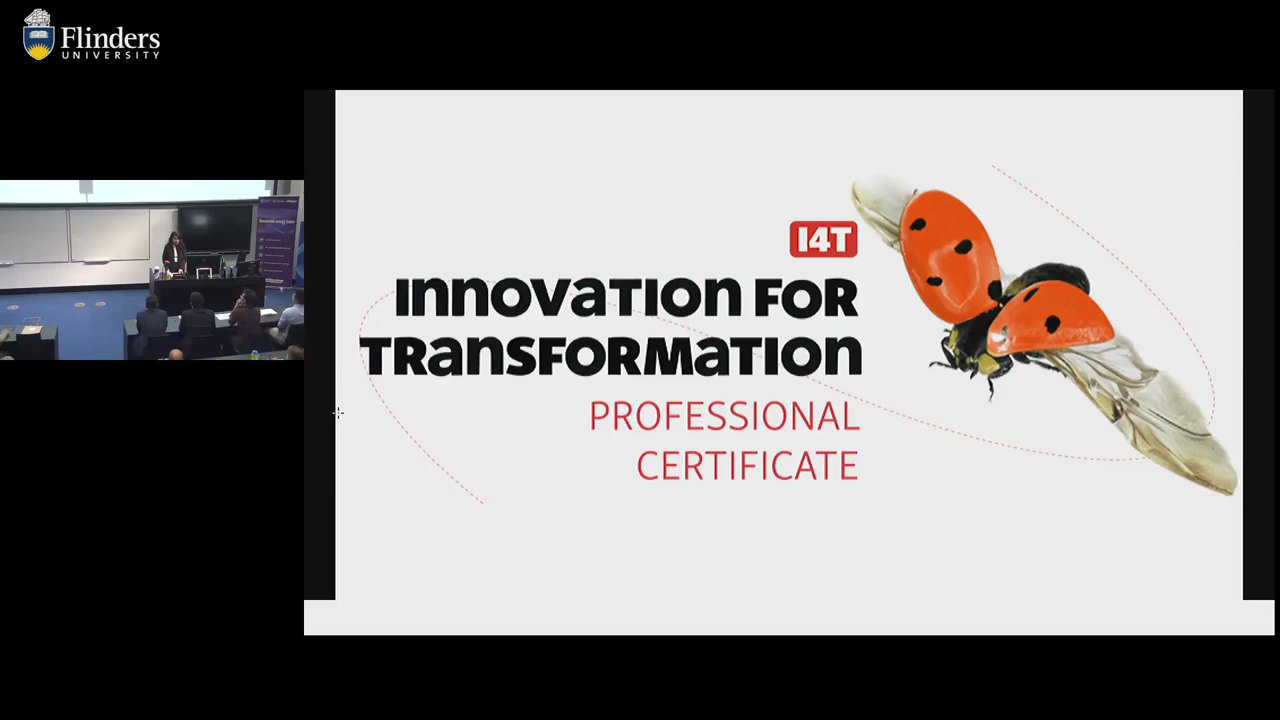 Flinders
UNIVERSITY
I4T
INNOVATION FOR
TRANSFORMATION
PROFESSIONAL
CERTIFICATE